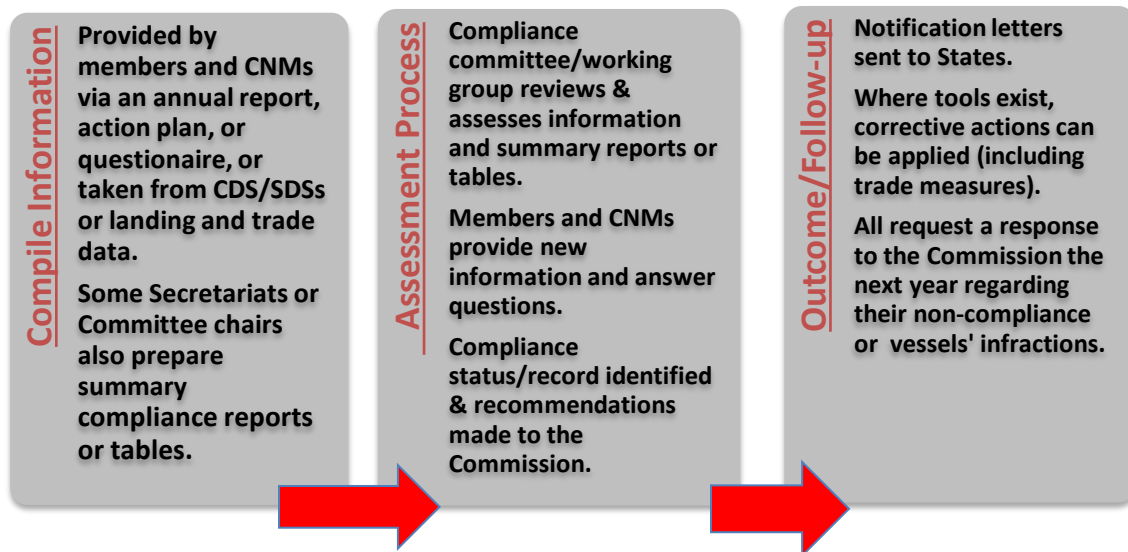 Compile Information
Provided by
members and CNMs
via an annual report,
action plan, or
questionaire, or
taken from CDS/SDSs
or landing and trade
data.
Some Secretariats or
Committee chairs
also prepare
summary
compliance reports
or tables.
Assessment Process
Compliance
committee/working
group reviews &
assesses information
and summary reports or
tables.
Members and CNMs
provide new
information and answer
questions.
Compliance
status/record identified
& recommendations
made to the
Commission.
Outcome/Follow-up
Notification letters
sent to States.
Where tools exist,
corrective actions can
be applied (including
trade measures).
All request a response
to the Commission the
next year regarding
their non-compliance
or vessels' infractions.